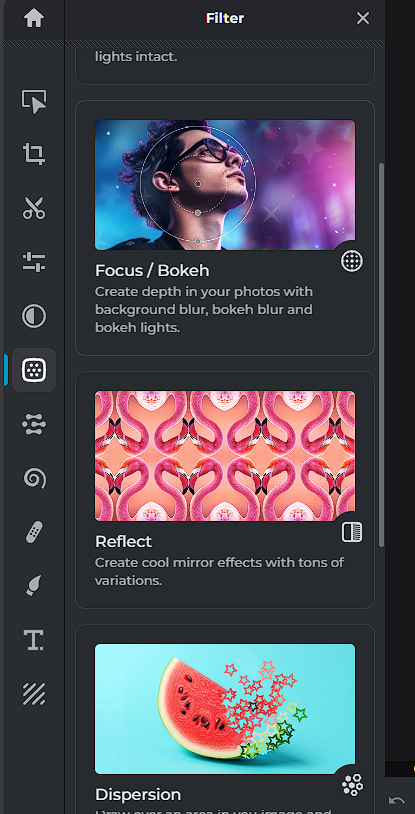 Filter
lights intact.
Focus / Bokeh
Create depth in your photos with
background blur, bokeh blur and
bokeh lights.
Reflect
Create cool mirror effects with tons of
variations.
T.
Dispersion
Draw over an area in you image and